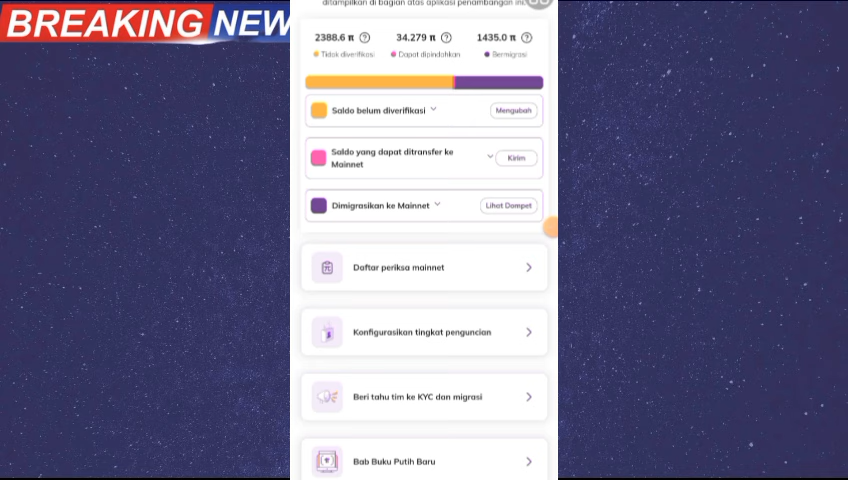 BREAKING NEW
ditampilkan di bagian atas aplikasi penambangan ini.
2388.6 π ? 34.279 π ? 1435.0 π ?
Tidak diverifikasi Dapat dipindahkan Bermigrasi
Saldo belum diverifikasi Mengubah
Saldo yang dapat ditransfer ke
Mainnet
Kirim
Dimigrasikan ke Mainnet Lihat Dompet
Daftar periksa mainnet
Konfigurasikan tingkat penguncian
Beri tahu tim ke KYC dan migrasi
Bab Buku Putih Baru